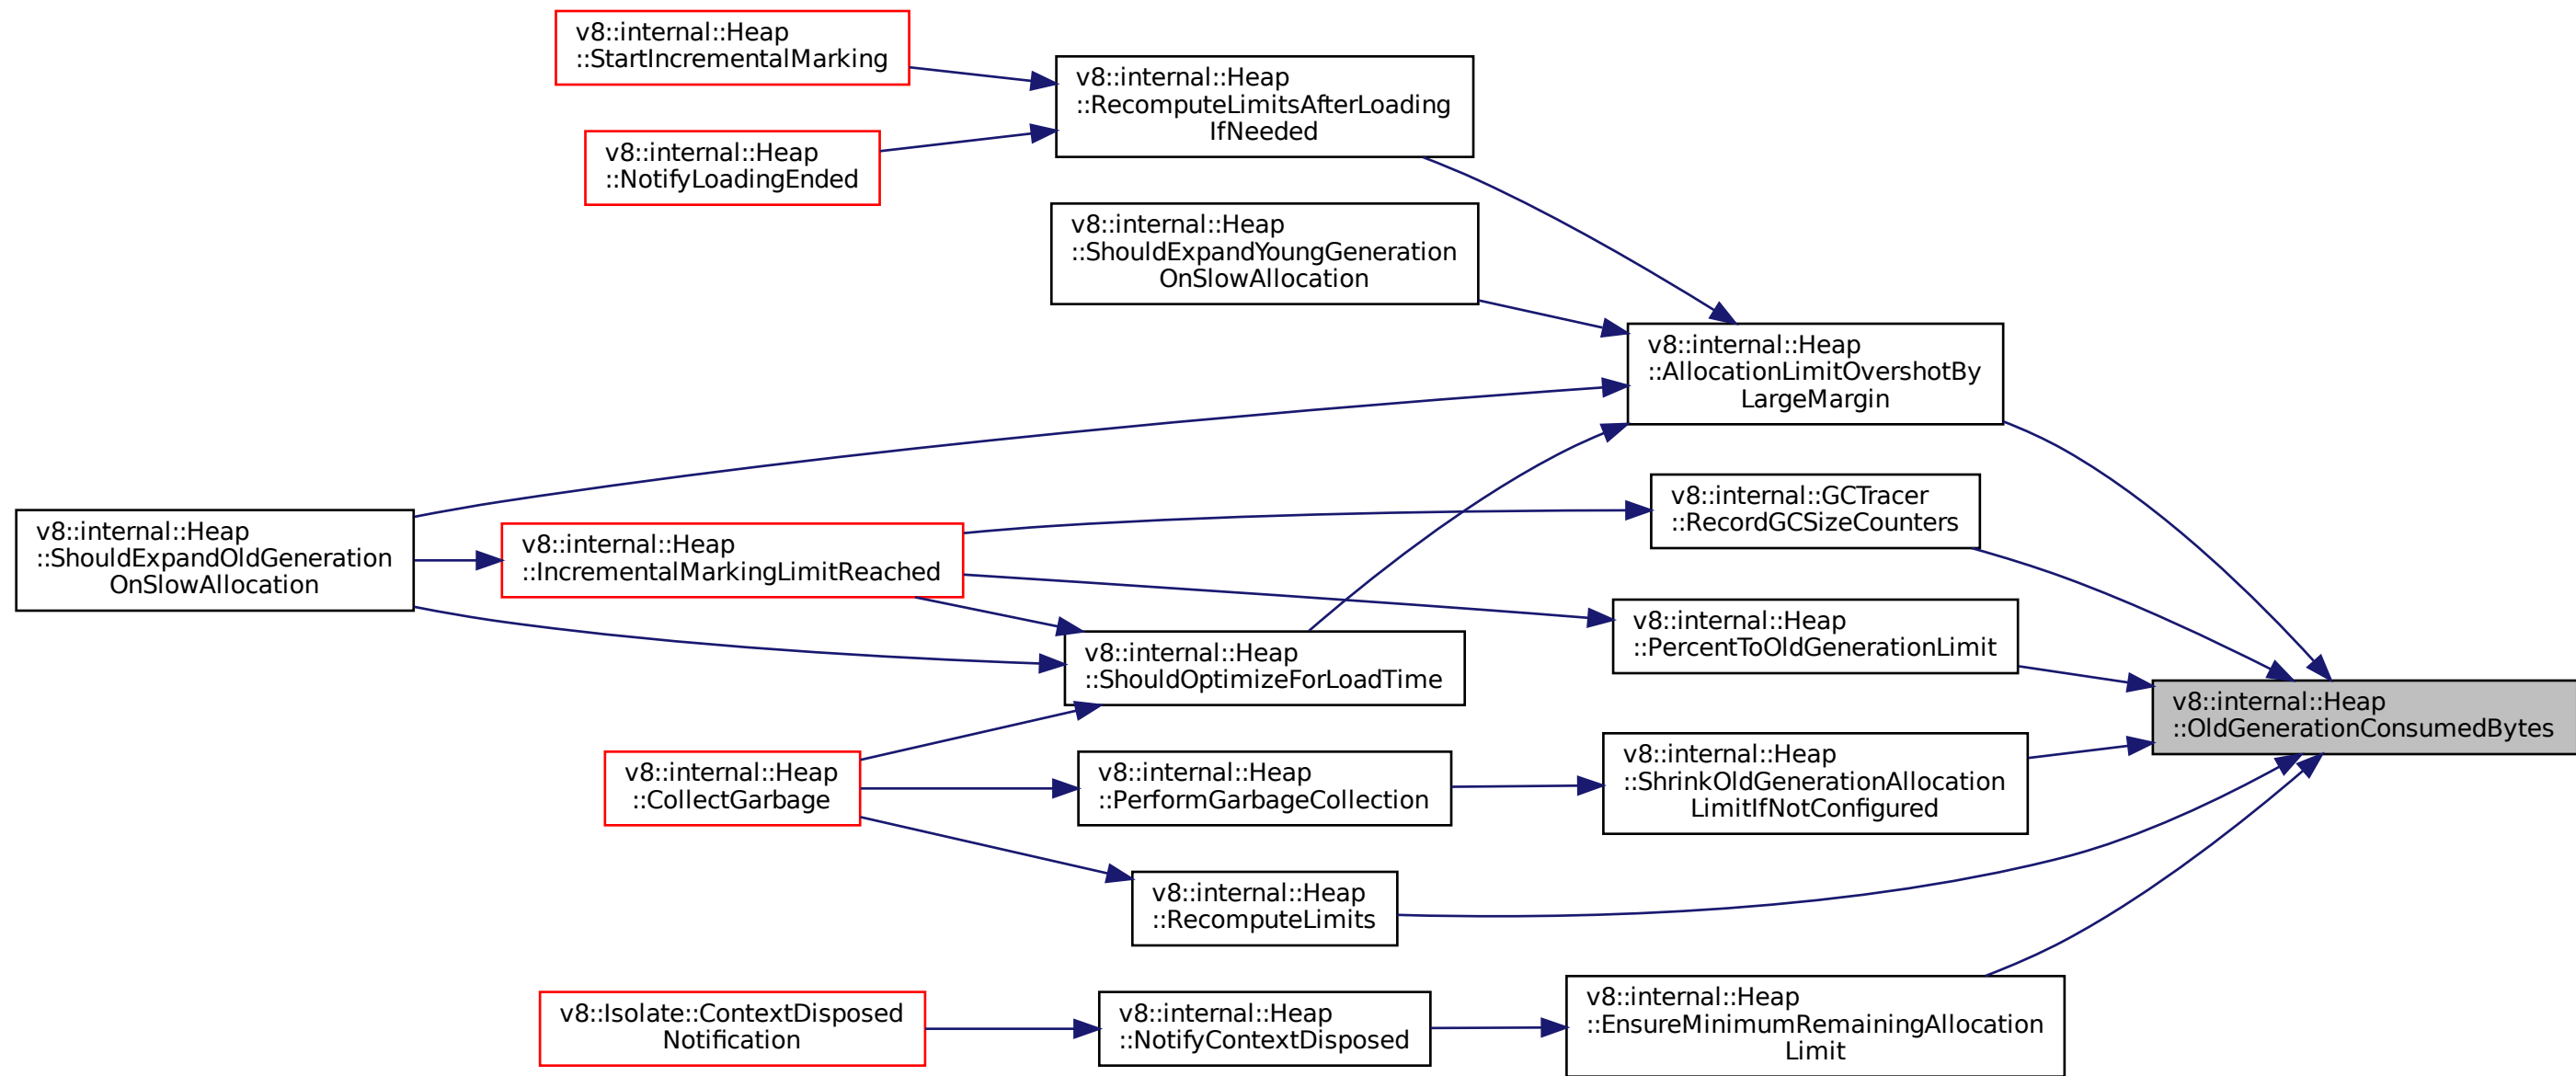 v8::internal::Heap
::StartIncrementalMarking
v8::internal::Heap
::RecomputeLimitsAfterLoading
IfNeeded
v8::internal::Heap
::NotifyLoadingEnded
v8::internal::Heap
::ShouldExpandYoungGeneration
OnSlowAllocation
v8::internal::Heap
::AllocationLimitOvershotBy
LargeMargin
v8::internal::GCTracer
::RecordGCSizeCounters
v8::internal::Heap
::ShouldExpandOldGeneration
OnSlowAllocation
v8::internal::Heap
::IncrementalMarkingLimitReached
v8::internal::Heap
::PercentToOldGenerationLimit
v8::internal::Heap
::ShouldOptimizeForLoadTime
v8::internal::Heap
::OldGenerationConsumedBytes
v8::internal::Heap
::CollectGarbage
v8::internal::Heap
::PerformGarbageCollection
v8::internal::Heap
::ShrinkOldGenerationAllocation
LimitIfNotConfigured
v8::internal::Heap
::RecomputeLimits
v8::Isolate::ContextDisposed
Notification
v8::internal::Heap
::NotifyContextDisposed
v8::internal::Heap
::EnsureMinimumRemainingAllocation
Limit